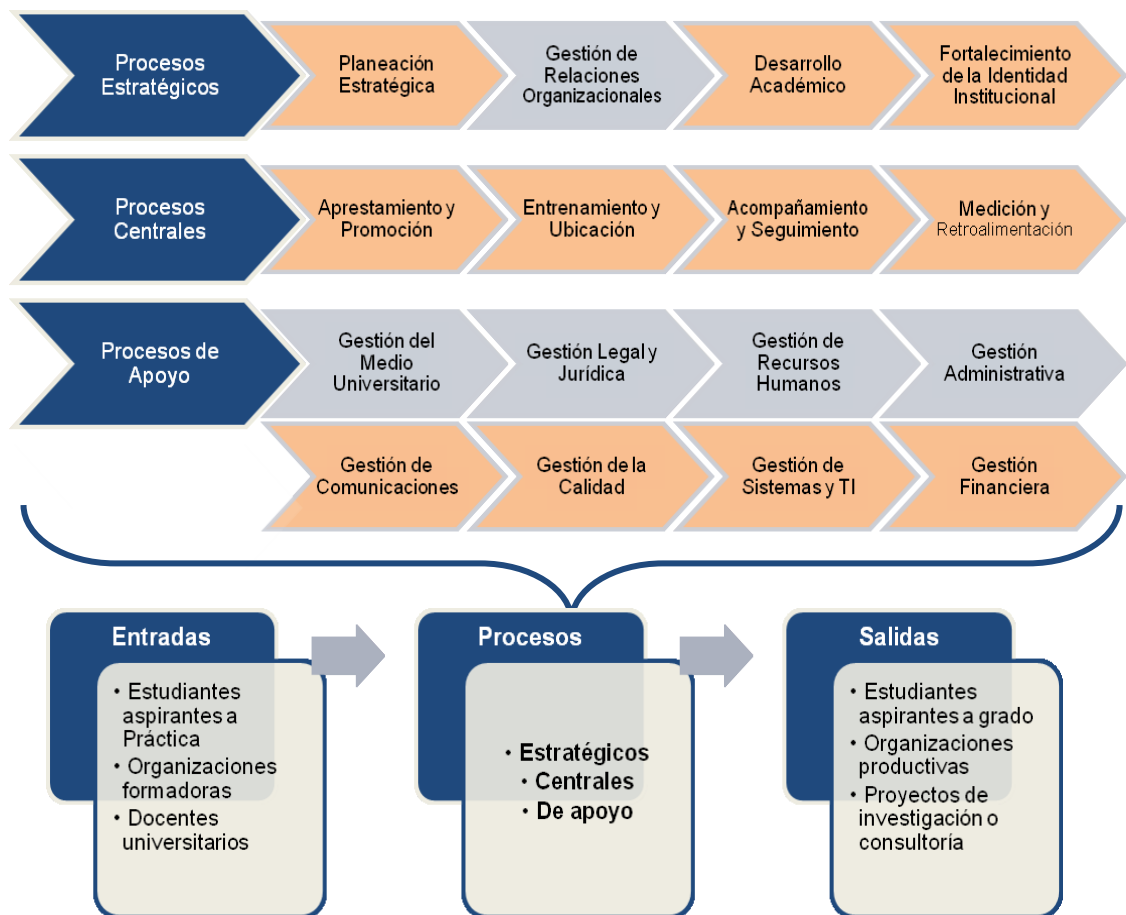 Procesos
Estratégicos
Planeación
Estratégica
Gestión de
Relaciones
Organizacionales
Desarrollo
Académico
Fortalecimiento
de la Identidad
Institucional
Procesos
Centrales
Aprestamiento y
Promoción
Entrenamiento y
Ubicación
Acompañamiento
y Seguimiento
Medición y
Retroalimentación
Procesos de
Apoyo
Gestión del
Medio
Universitario
Gestión Legal y
Jurídica
Gestión de
Recursos
Humanos
Gestión
Administrativa
Gestión de
Comunicaciones
Gestión de la
Calidad
Gestión de
Sistemas y TI
Gestión
Financiera
Entradas
• Estudiantes
aspirantes a
Práctica
• Organizaciones
formadoras
• Docentes
universitarios
Procesos
• Estratégicos
• Centrales
• De apoyo
Salidas
• Estudiantes
aspirantes a grado
• Organizaciones
productivas
• Proyectos de
investigación o
consultoría